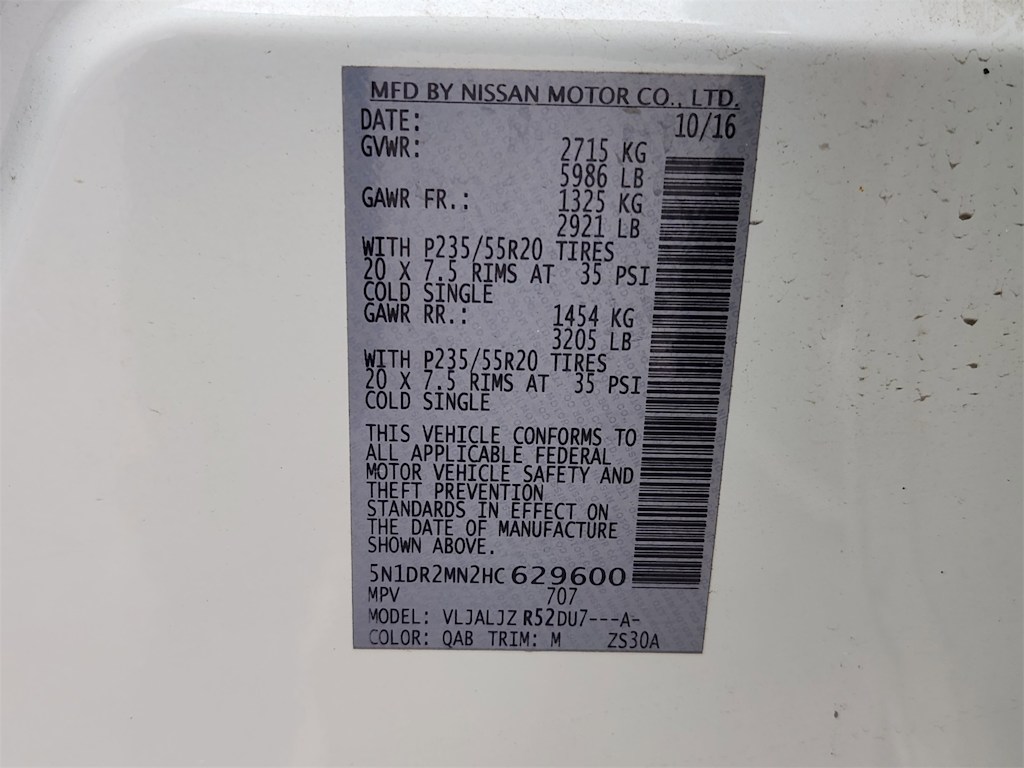 MFD BY NISSAN MOTOR CO., LTD.
DATE: 10/16
GVWR: 2715 KG
5986 LB
GAWR FR.: 1325 KG
2921 LB
WITH P235/55R20 TIRES
20 X 7.5 RIMS AT 35 PSI
COLD SINGLE
GAWR RR.: 1454 KG
3205 LB
WITH P235/55R20 TIRES
20 X 7.5 RIMS AT 35 PSI
COLD SINGLE
THIS VEHICLE CONFORMS TO
ALL APPLICABLE FEDERAL
MOTOR VEHICLE SAFETY AND
THEFT PREVENTION
STANDARDS IN EFFECT ON
THE DATE OF MANUFACTURE
SHOWN ABOVE.
5N1DR2MN2HC 629600
MPV 707
MODEL: VLJALJZ R52DU7---A-
COLOR: QAB TRIM: M ZS30A